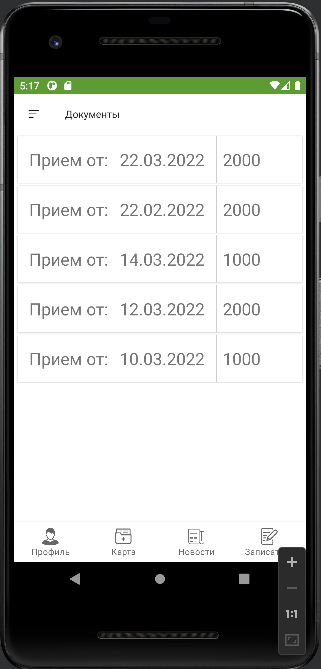 5:17
Документы
Прием от: 22.03.2022 2000
Прием от: 22.02.2022 2000
Прием от: 14.03.2022 1000
Прием от: 12.03.2022 2000
Прием от: 10.03.2022 1000
Профиль Карта Новости Записат
1:1